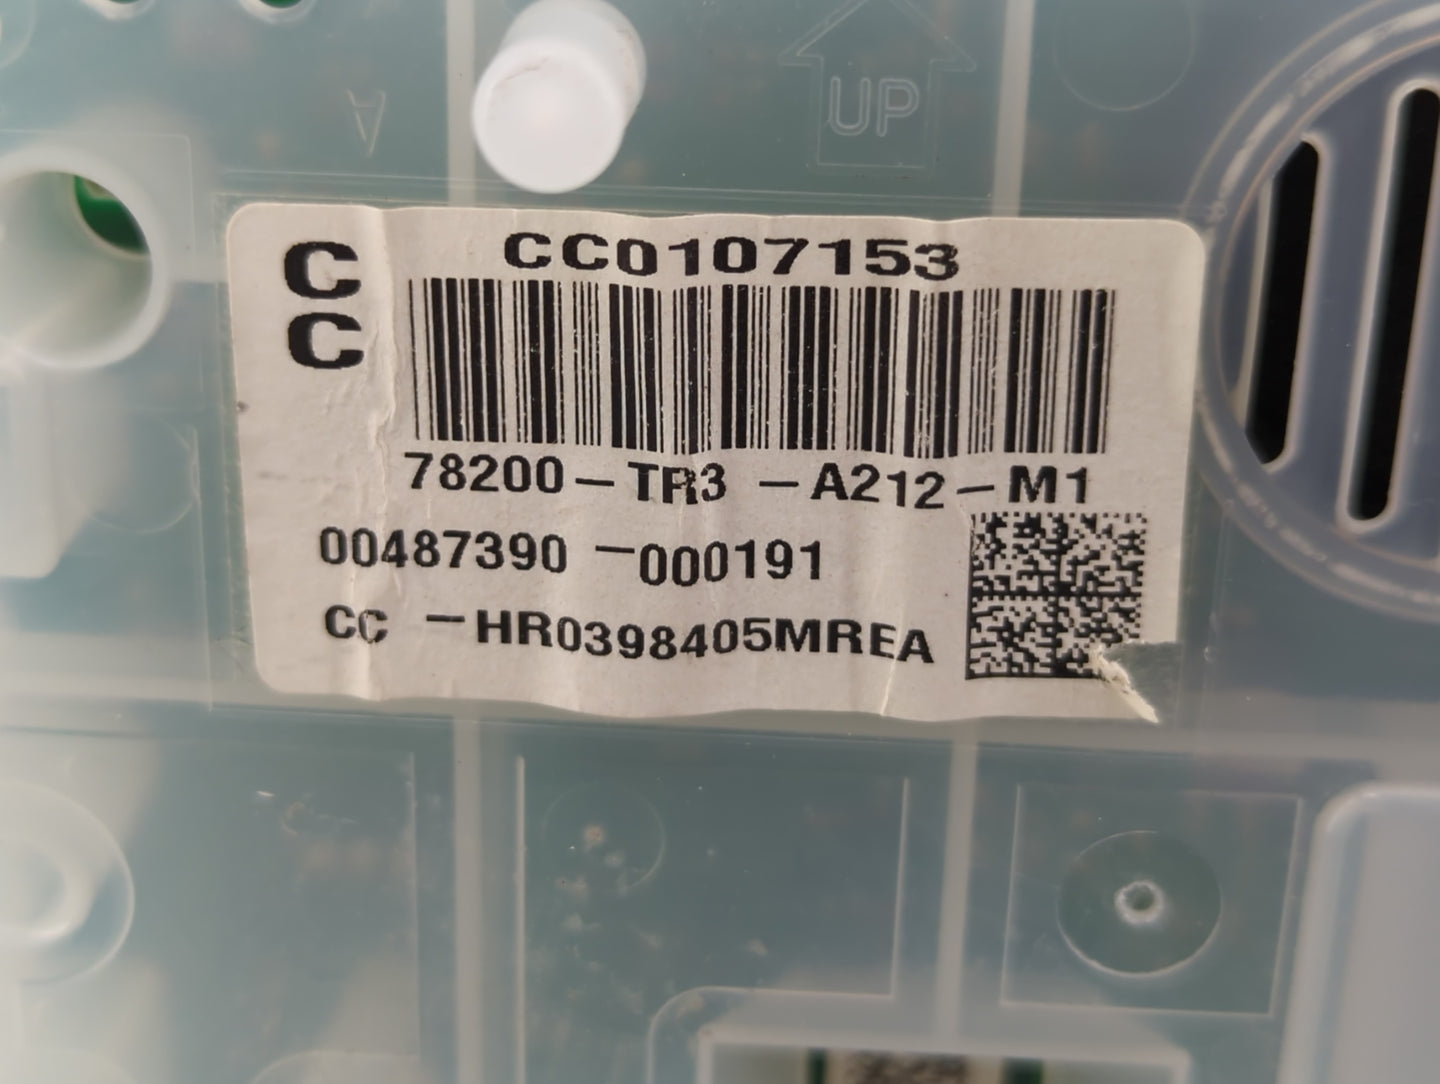 A
UP
C
C
CC0107153
78200-TR3 -A212-M1
00487390 -000191
CC -HR0398405MREA